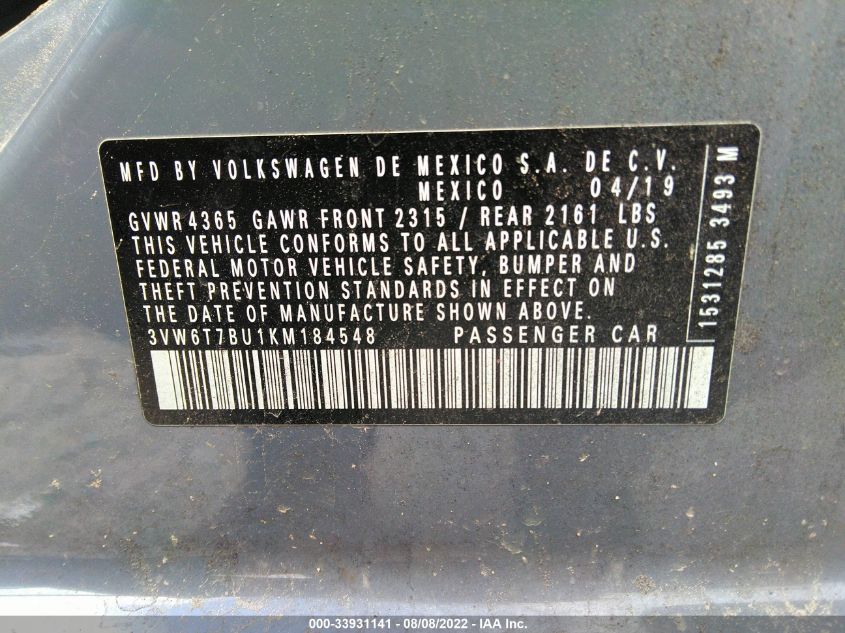 MFD BY VOLKSWAGEN DE MEXICO S.A. DE C.V.
MEXICO 04/19
GVWR 4365 GAWR FRONT 2315 / REAR 2161 LBS
THIS VEHICLE CONFORMS TO ALL APPLICABLE U.S.
FEDERAL MOTOR VEHICLE SAFETY, BUMPER AND
THEFT PREVENTION STANDARDS IN EFFECT ON
THE DATE OF MANUFACTURE SHOWN ABOVE.
3VW6T7BU1KM184548 PASSENGER CAR
1531285 3493 M
000-33931141 - 08/08/2022 - IAA Inc.